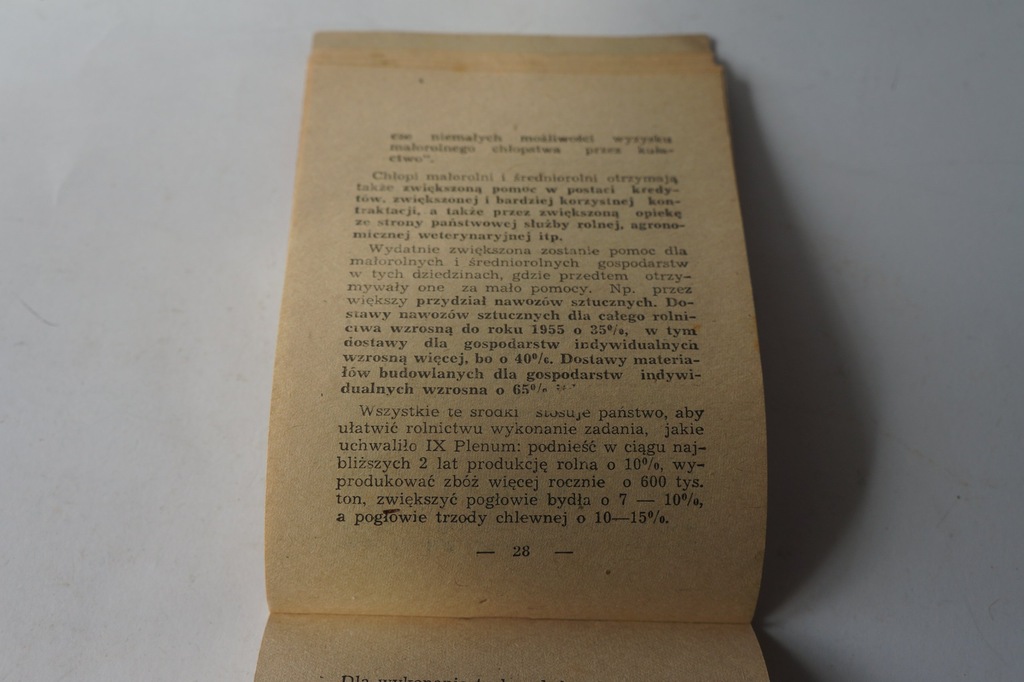 cze niemałych możliwości wyzysku
małorolnego chłopstwa przez kuła-
ctwo”.
Chłopi małorolni i średniorolni otrzymają
także zwiększoną pomoc w postaci kredy-
tów, zwiększonej i bardziej korzystnej kon-
traktacji, a także przez zwiększoną opiekę
ze strony państwowej służby rolnej, agrono-
micznej weterynaryjnej itp.
Wydatnie zwiększona zostanie pomoc dla
małorolnych i średniorolnych gospodarstw
w tych dziedzinach, gdzie przedtem otrzy-
mywały one za mało pomocy. Np. przez
większy przydział nawozów sztucznych. Do-
stawy nawozów sztucznych dla całego rolni-
ctwa wzrosną do roku 1955 o 35%, w tym
dostawy dla gospodarstw indywidualnych
wzrosną więcej, bo o 40%. Dostawy materia-
łów budowlanych dla gospodarstw indywi-
dualnych wzrosna o 65%
Wszystkie te srodki stosuje państwo, aby
ułatwić rolnictwu wykonanie zadania, jakie
uchwaliło IX Plenum: podnieść w ciągu naj-
bliższych 2 lat produkcję rolna o 10%, wy-
produkować zbóż więcej rocznie o 600 tys.
ton, zwiększyć pogłowie bydła o 7 — 10%,
a pogłowie trzody chlewnej o 10—15%.
— 28 —
Dla